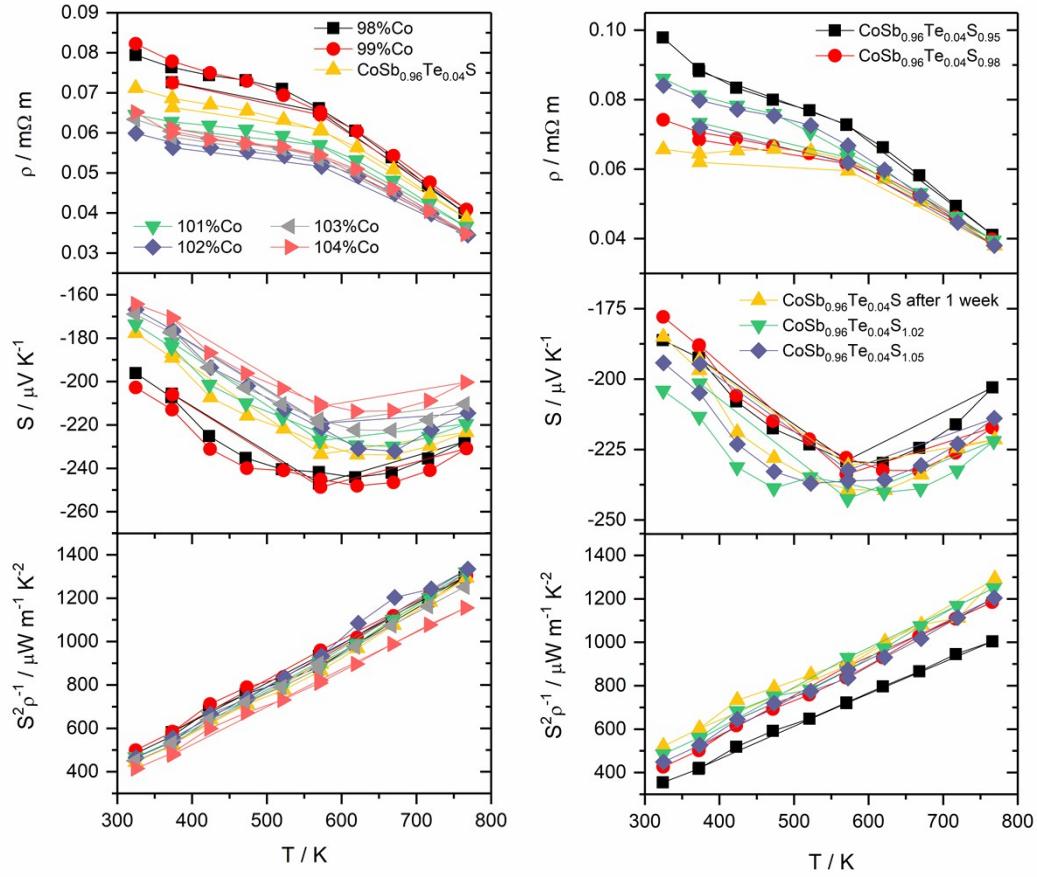 0.09
0.08
0.07
0.06
0.05
0.04
0.03
ρ / mΩ m
98%Co
99%Co
CoSb0.96Te0.04S
101%Co
103%Co
102%Co
104%Co
-160
-180
-200
-220
-240
-260
S / μV K-1
1400
1200
1000
800
600
400
S2ρ-1 / μW m-1 K-2
300 400 500 600 700 800
T / K
0.10
0.08
0.06
0.04
ρ / mΩ m
CoSb0.96Te0.04S0.95
CoSb0.96Te0.04S0.98
-175
-200
-225
-250
S / μV K-1
CoSb0.96Te0.04S after 1 week
CoSb0.96Te0.04S1.02
CoSb0.96Te0.04S1.05
1400
1200
1000
800
600
400
S2ρ-1 / μW m-1 K-2
300 400 500 600 700 800
T / K